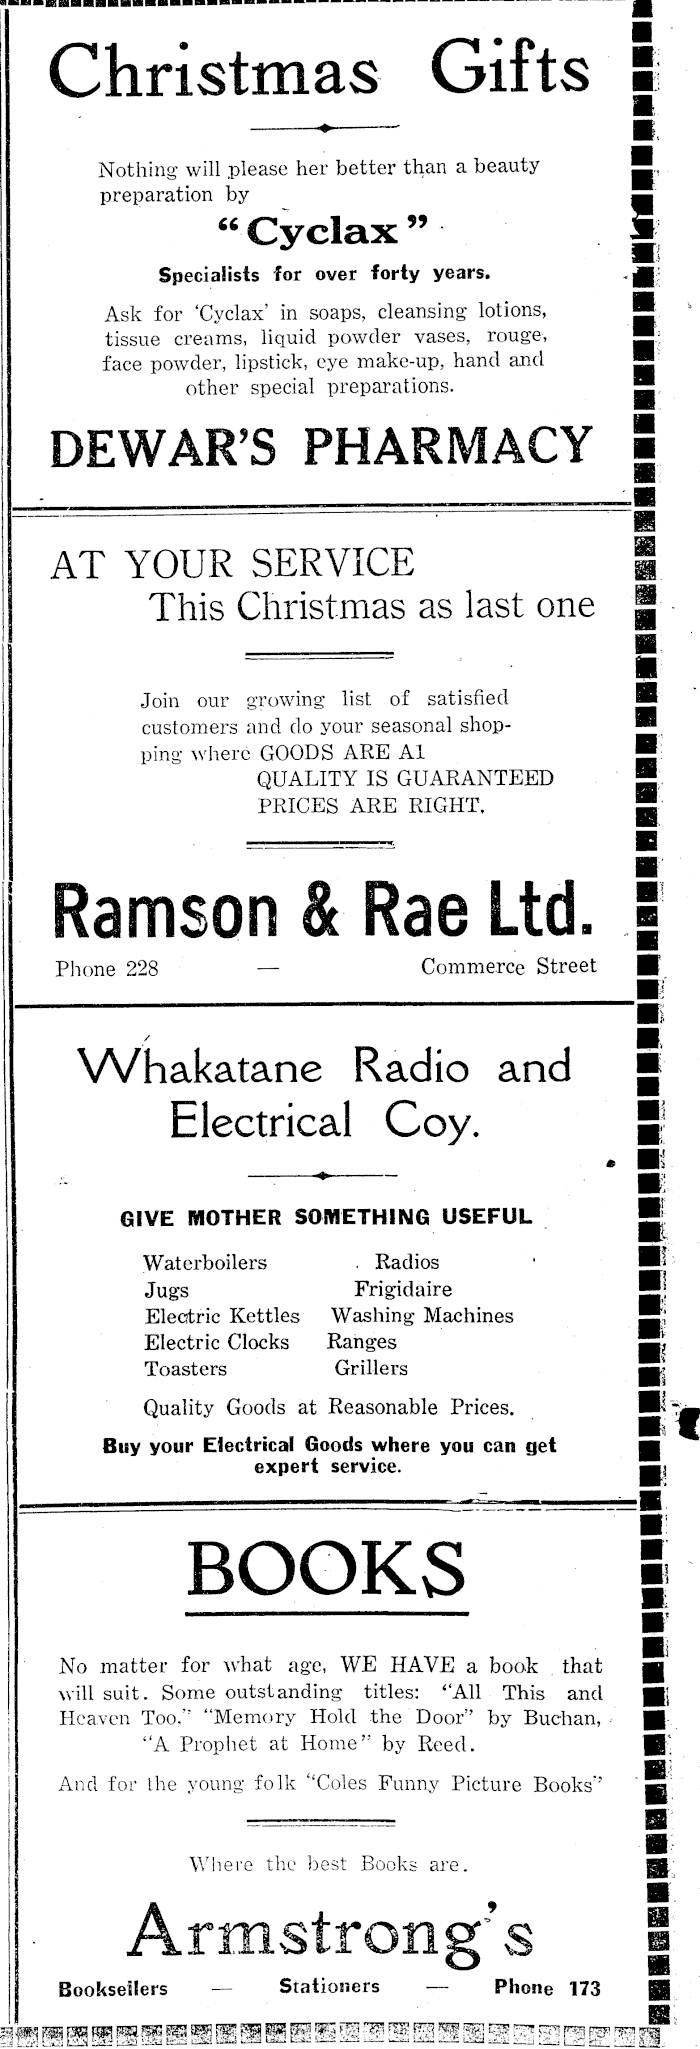 Christmas Gifts
Nothing will please her better than a beauty
preparation by
"Cyclax"
Specialists for over forty years.
Ask for 'Cyclax' in soaps, cleansing lotions,
tissue creams, liquid powder vases, rouge,
face powder, lipstick, eye make-up, hand and
other special preparations.
DEWAR'S PHARMACY
AT YOUR SERVICE
This Christmas as last one
Join our growing list of satisfied
customers and do your seasonal shop-
ping where GOODS ARE A1
QUALITY IS GUARANTEED
PRICES ARE RIGHT.
Ramson & Rae Ltd.
Phone 228 — Commerce Street
Whakatane Radio and
Electrical Coy.
GIVE MOTHER SOMETHING USEFUL
Waterboilers Radios
Jugs Frigidaire
Electric Kettles Washing Machines
Electric Clocks Ranges
Toasters Grillers
Quality Goods at Reasonable Prices.
Buy your Electrical Goods where you can get
expert service.
BOOKS
No matter for what age, WE HAVE a book that
will suit. Some outstanding titles: "All This and
Heaven Too." "Memory Hold the Door" by Buchan,
"A Prophet at Home" by Reed.
And for the young folk "Coles Funny Picture Books"
Where the best Books are.
Armstrong's
Booksellers — Stationers — Phone 173